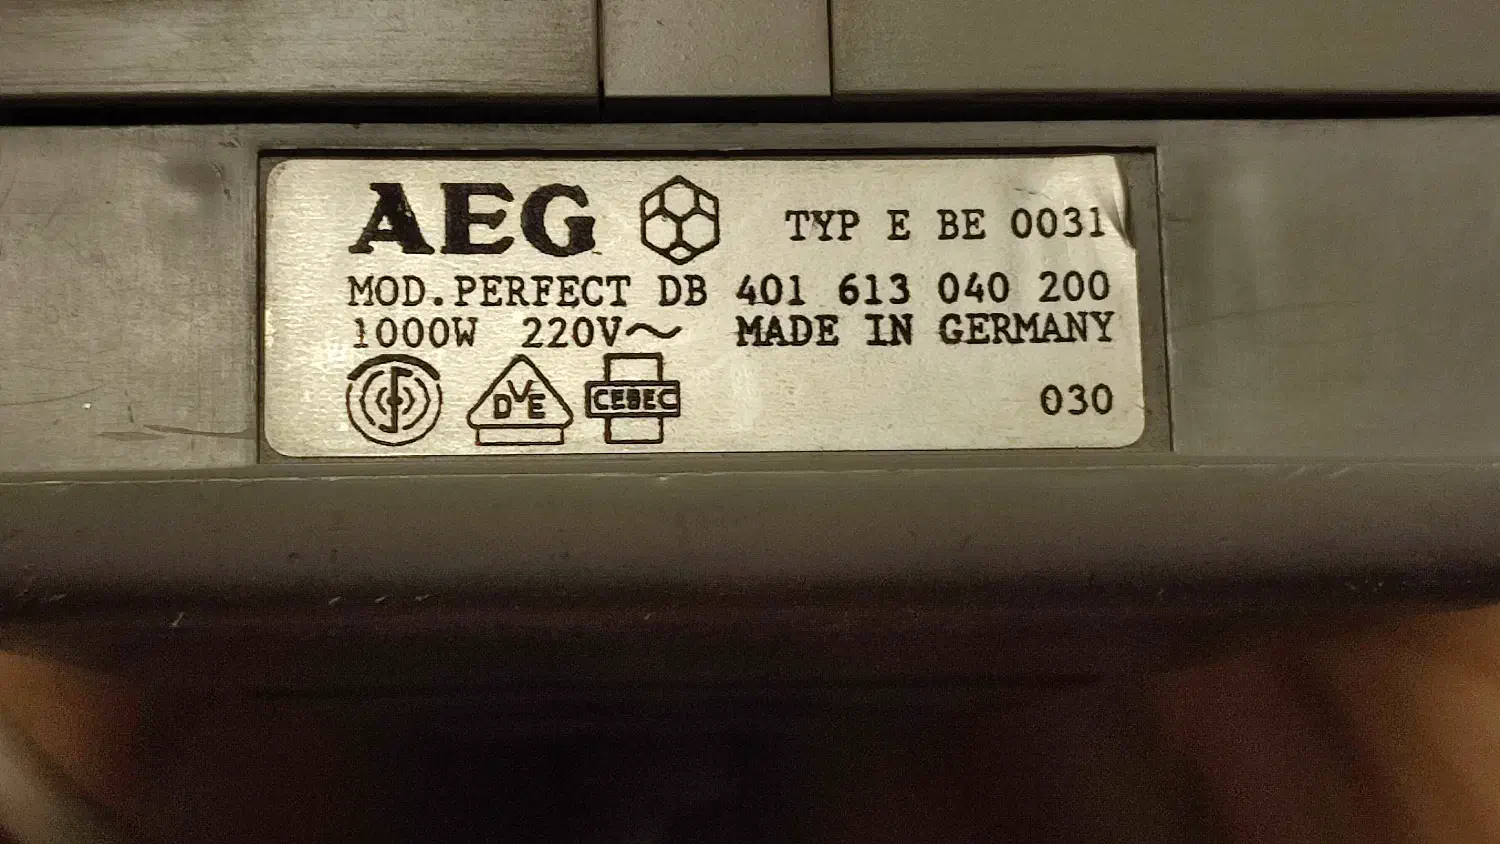 AEG TYP E BE 0031
MOD.PERFECT DB 401 613 040 200
1000W 220V~ MADE IN GERMANY
DVE CEBEC 030